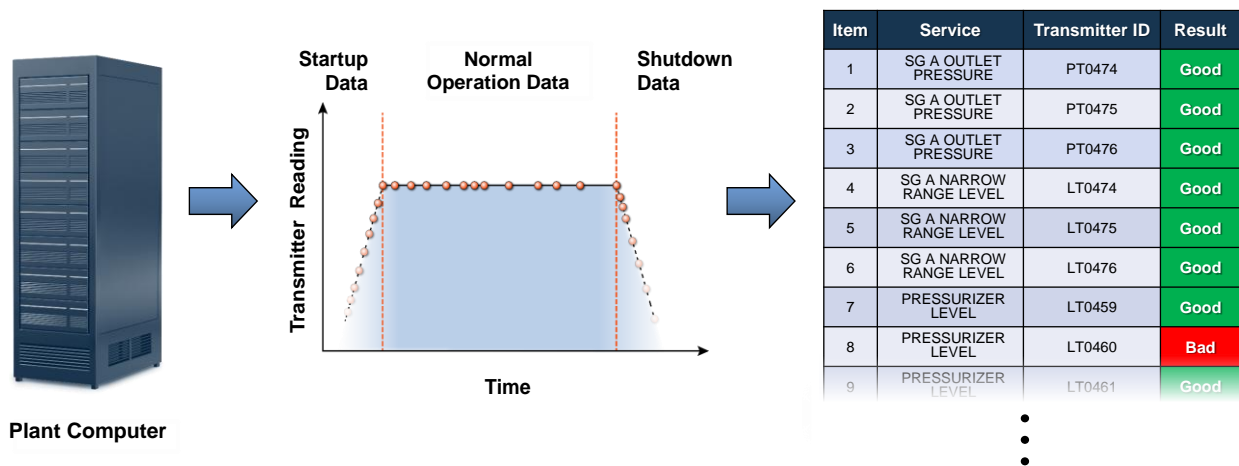 Startup
Data
Normal
Operation Data
Shutdown
Data
Transmitter Reading
Time
Plant Computer
Item Service Transmitter ID Result
1 SG A OUTLET
PRESSURE PT0474 Good
2 SG A OUTLET
PRESSURE PT0475 Good
3 SG A OUTLET
PRESSURE PT0476 Good
4 SG A NARROW
RANGE LEVEL LT0474 Good
5 SG A NARROW
RANGE LEVEL LT0475 Good
6 SG A NARROW
RANGE LEVEL LT0476 Good
7 PRESSURIZER
LEVEL LT0459 Good
8 PRESSURIZER
LEVEL LT0460 Bad
9 PRESSURIZER
LEVEL LT0461 Good